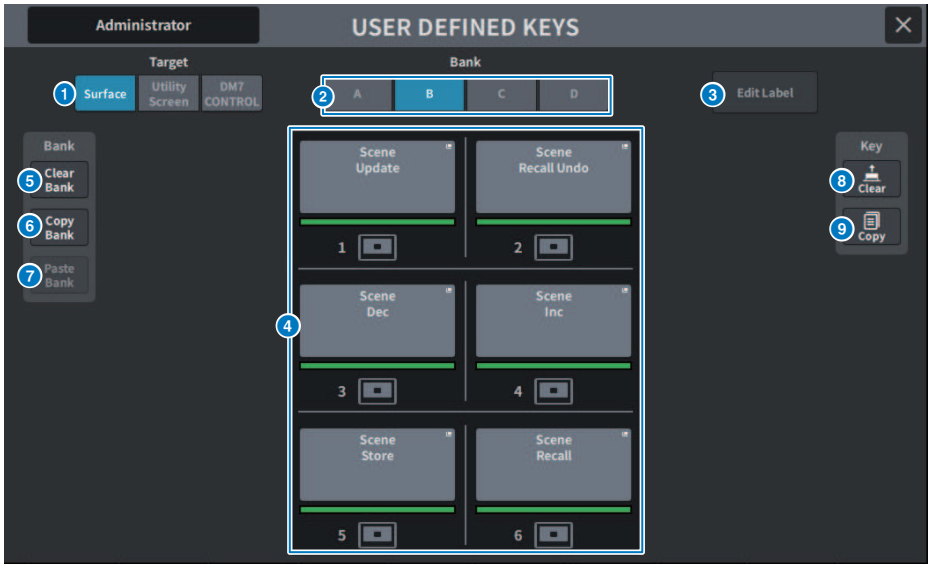 Administrator
USER DEFINED KEYS
Target
Bank
1
Surface
Utility
Screen
DM7
CONTROL
2
A
B
C
D
3
Edit Label
Bank
5
Clear
Bank
6
Copy
Bank
7
Paste
Bank
4
Scene
Update
1
Scene
Recall Undo
2
Scene
Dec
3
Scene
Inc
4
Scene
Store
5
Scene
Recall
6
Key
8
Clear
9
Copy